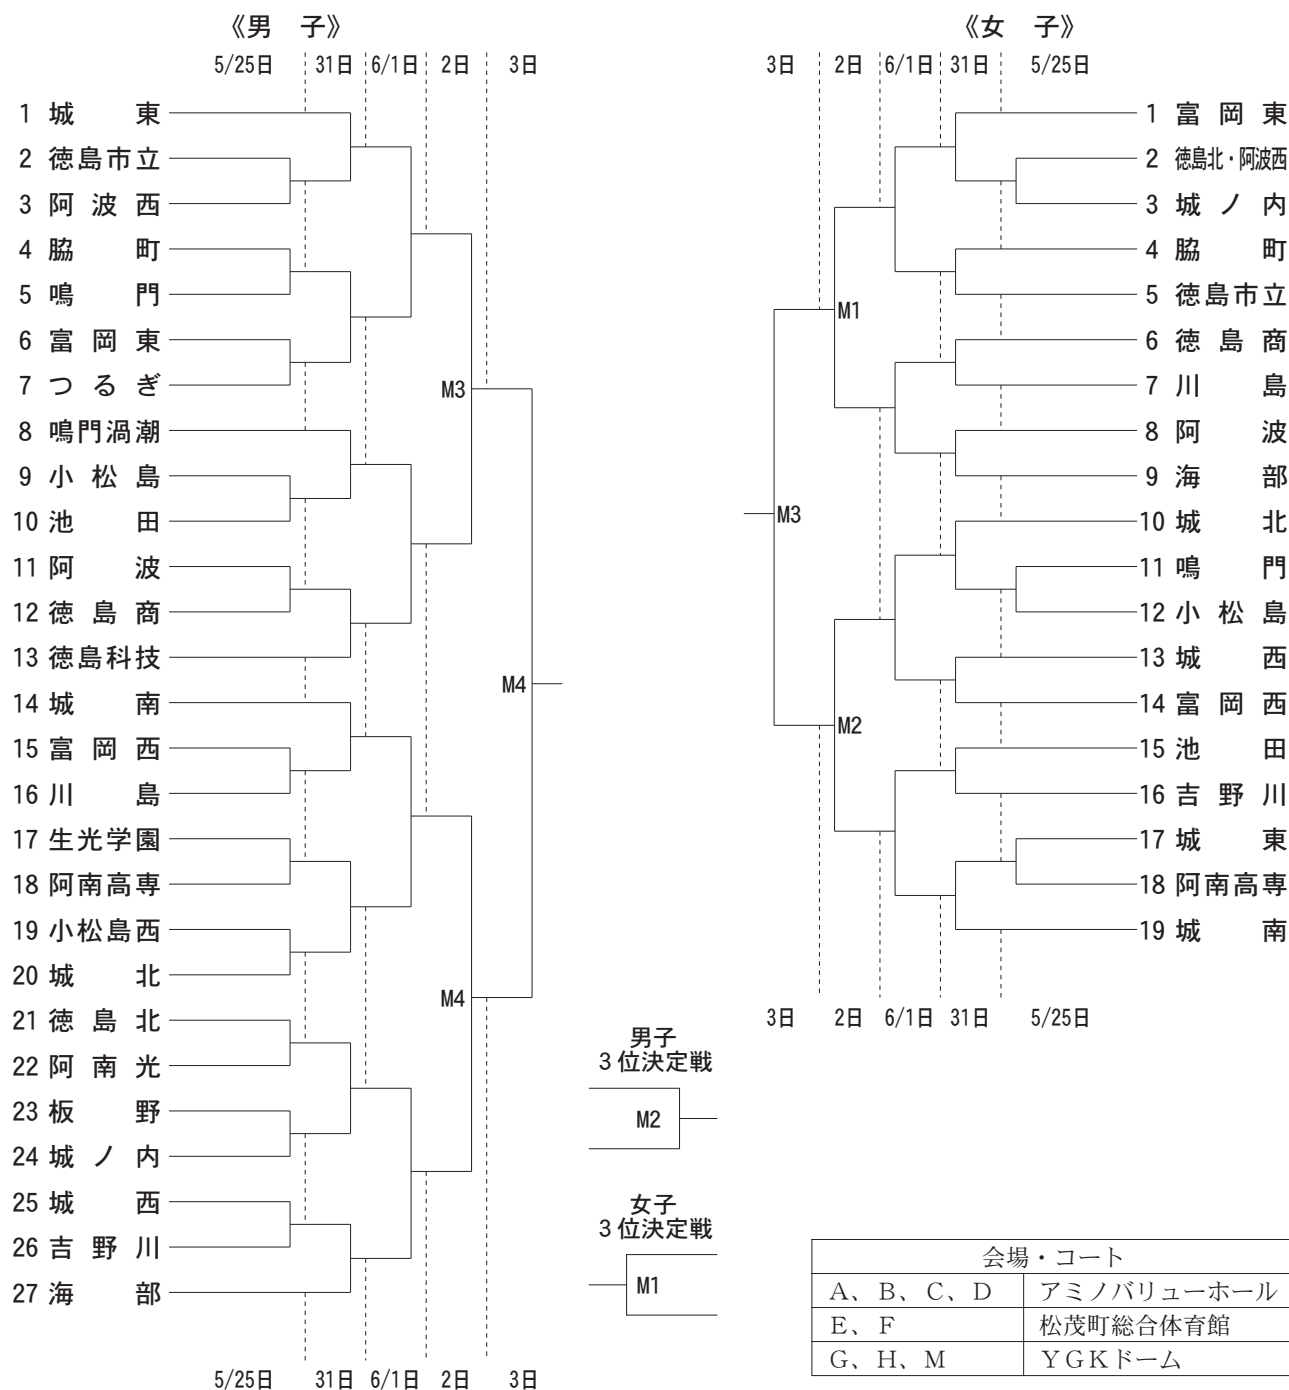 《男　子》
5/25日 31日 6/1日 2日 3日
1 城東
2 徳島市立
3 阿波西
4 脇町
5 鳴門
6 富岡東
7 つるぎ
8 鳴門渦潮
9 小松島
10 池田
11 阿波
12 徳島商
13 徳島科技
14 城南
15 富岡西
16 川島
17 生光学園
18 阿南高専
19 小松島西
20 城北
21 徳島北
22 阿南光
23 板野
24 城ノ内
25 城西
26 吉野川
27 海部
M3
M4
M4
5/25日 31日 6/1日 2日 3日
《女　子》
3日 2日 6/1日 31日 5/25日
1 富岡東
2 徳島北・阿波西
3 城ノ内
4 脇町
5 徳島市立
6 徳島商
7 川島
8 阿波
9 海部
10 城北
11 鳴門
12 小松島
13 城西
14 富岡西
15 池田
16 吉野川
17 城東
18 阿南高専
19 城南
M1
M3
M2
3日 2日 6/1日 31日 5/25日
男子
３位決定戦
M2
女子
３位決定戦
M1
会場・コート
A、B、C、D アミノバリューホール
E、F 松茂町総合体育館
G、H、M YGKドーム